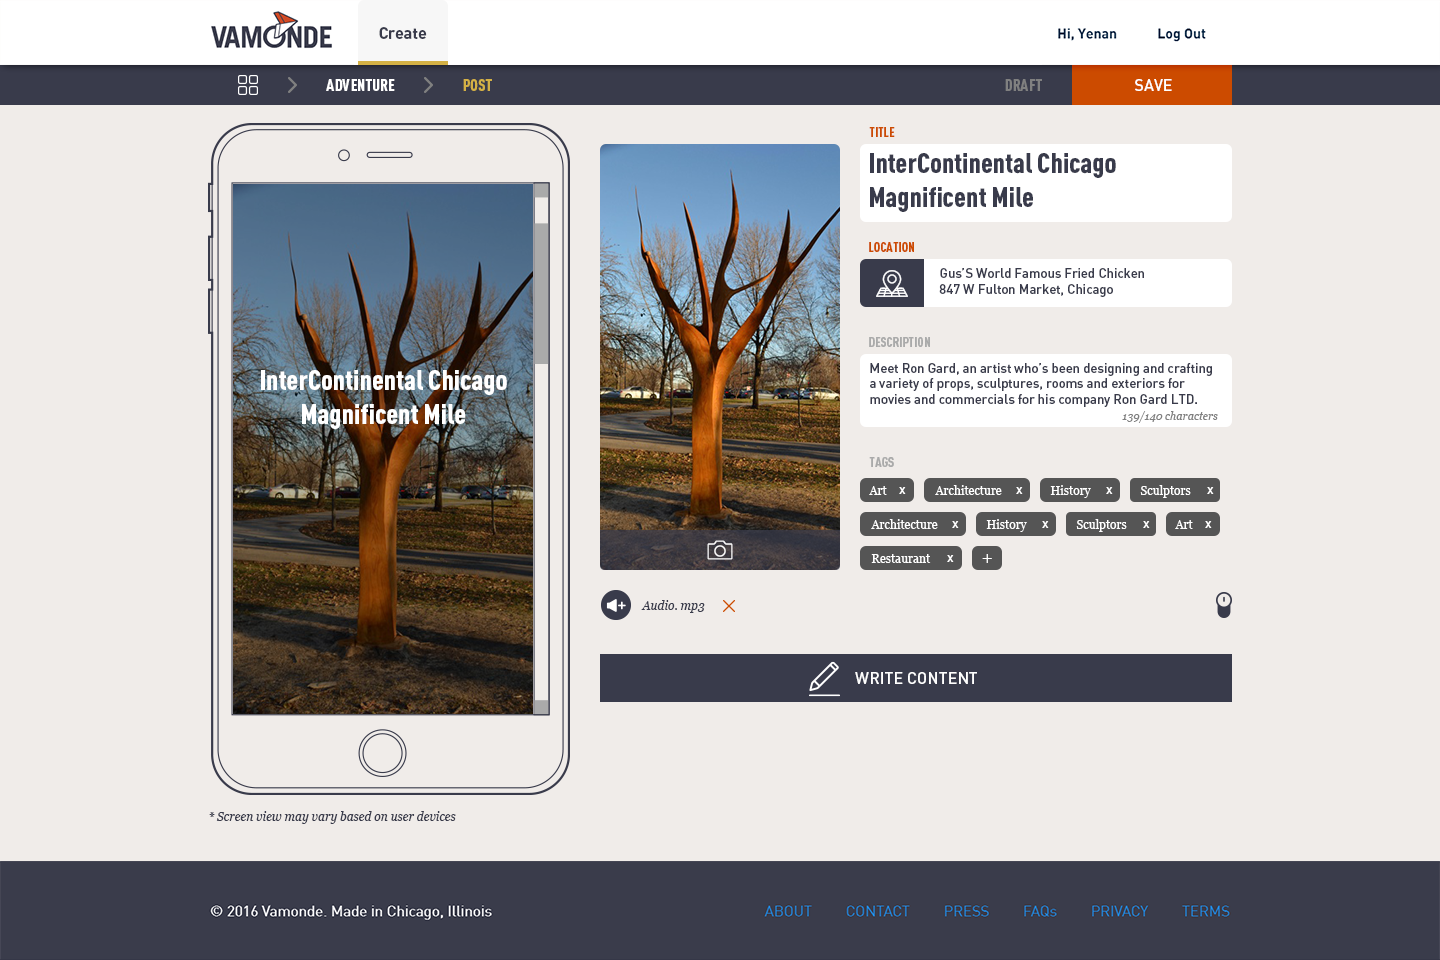 VAMONDE
Create
Hi, Yenan
Log Out
ADVENTURE
POST
DRAFT
SAVE
InterContinental Chicago
Magnificent Mile
* Screen view may vary based on user devices
TITLE
InterContinental Chicago
Magnificent Mile
LOCATION
Gus'S World Famous Fried Chicken
847 W Fulton Market, Chicago
DESCRIPTION
Meet Ron Gard, an artist who's been designing and crafting
a variety of props, sculptures, rooms and exteriors for
movies and commercials for his company Ron Gard LTD.
139/140 characters
TAGS
Art x Architecture x History x Sculptors x
Architecture x History x Sculptors x Art x
Restaurant x +
Audio. mp3
WRITE CONTENT
© 2016 Vamonde. Made in Chicago, Illinois
ABOUT CONTACT PRESS FAQs PRIVACY TERMS